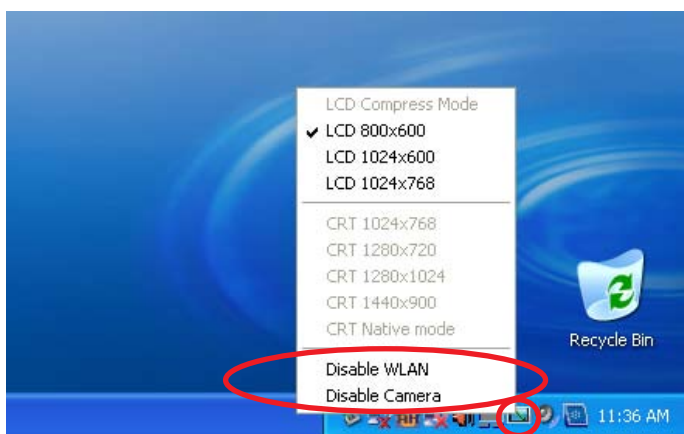 LCD Compress Mode
LCD 800x600
LCD 1024x600
LCD 1024x768
CRT 1024x768
CRT 1280x720
CRT 1280x1024
CRT 1440x900
CRT Native mode
Disable WLAN
Disable Camera
Recycle Bin
11:36 AM